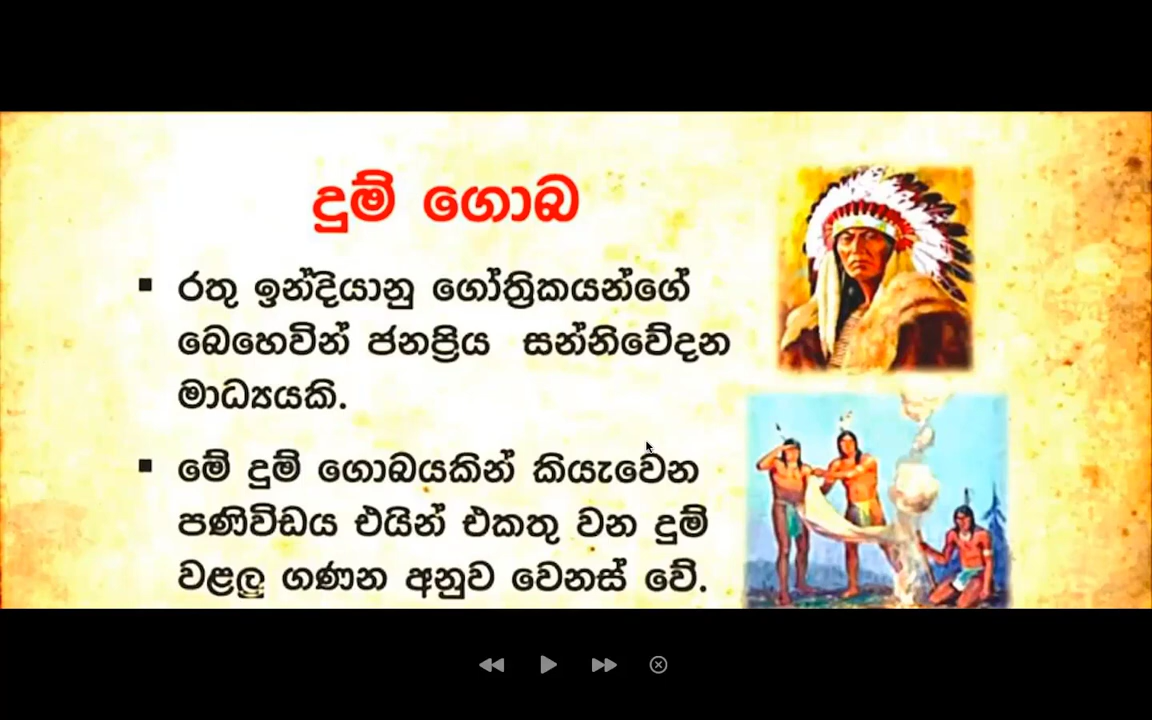 දුම් ගොබ
▪ රතු ඉන්දියානු ගෝත්‍රිකයන්ගේ
බෙහෙවින් ජනප්‍රිය සන්නිවේදන
මාධ්‍යයකි.
▪ මේ දුම් ගොබයකින් කියැවෙන
පණිවිඩය එයින් එකතු වන දුම්
වළලු ගණන අනුව වෙනස් වේ.